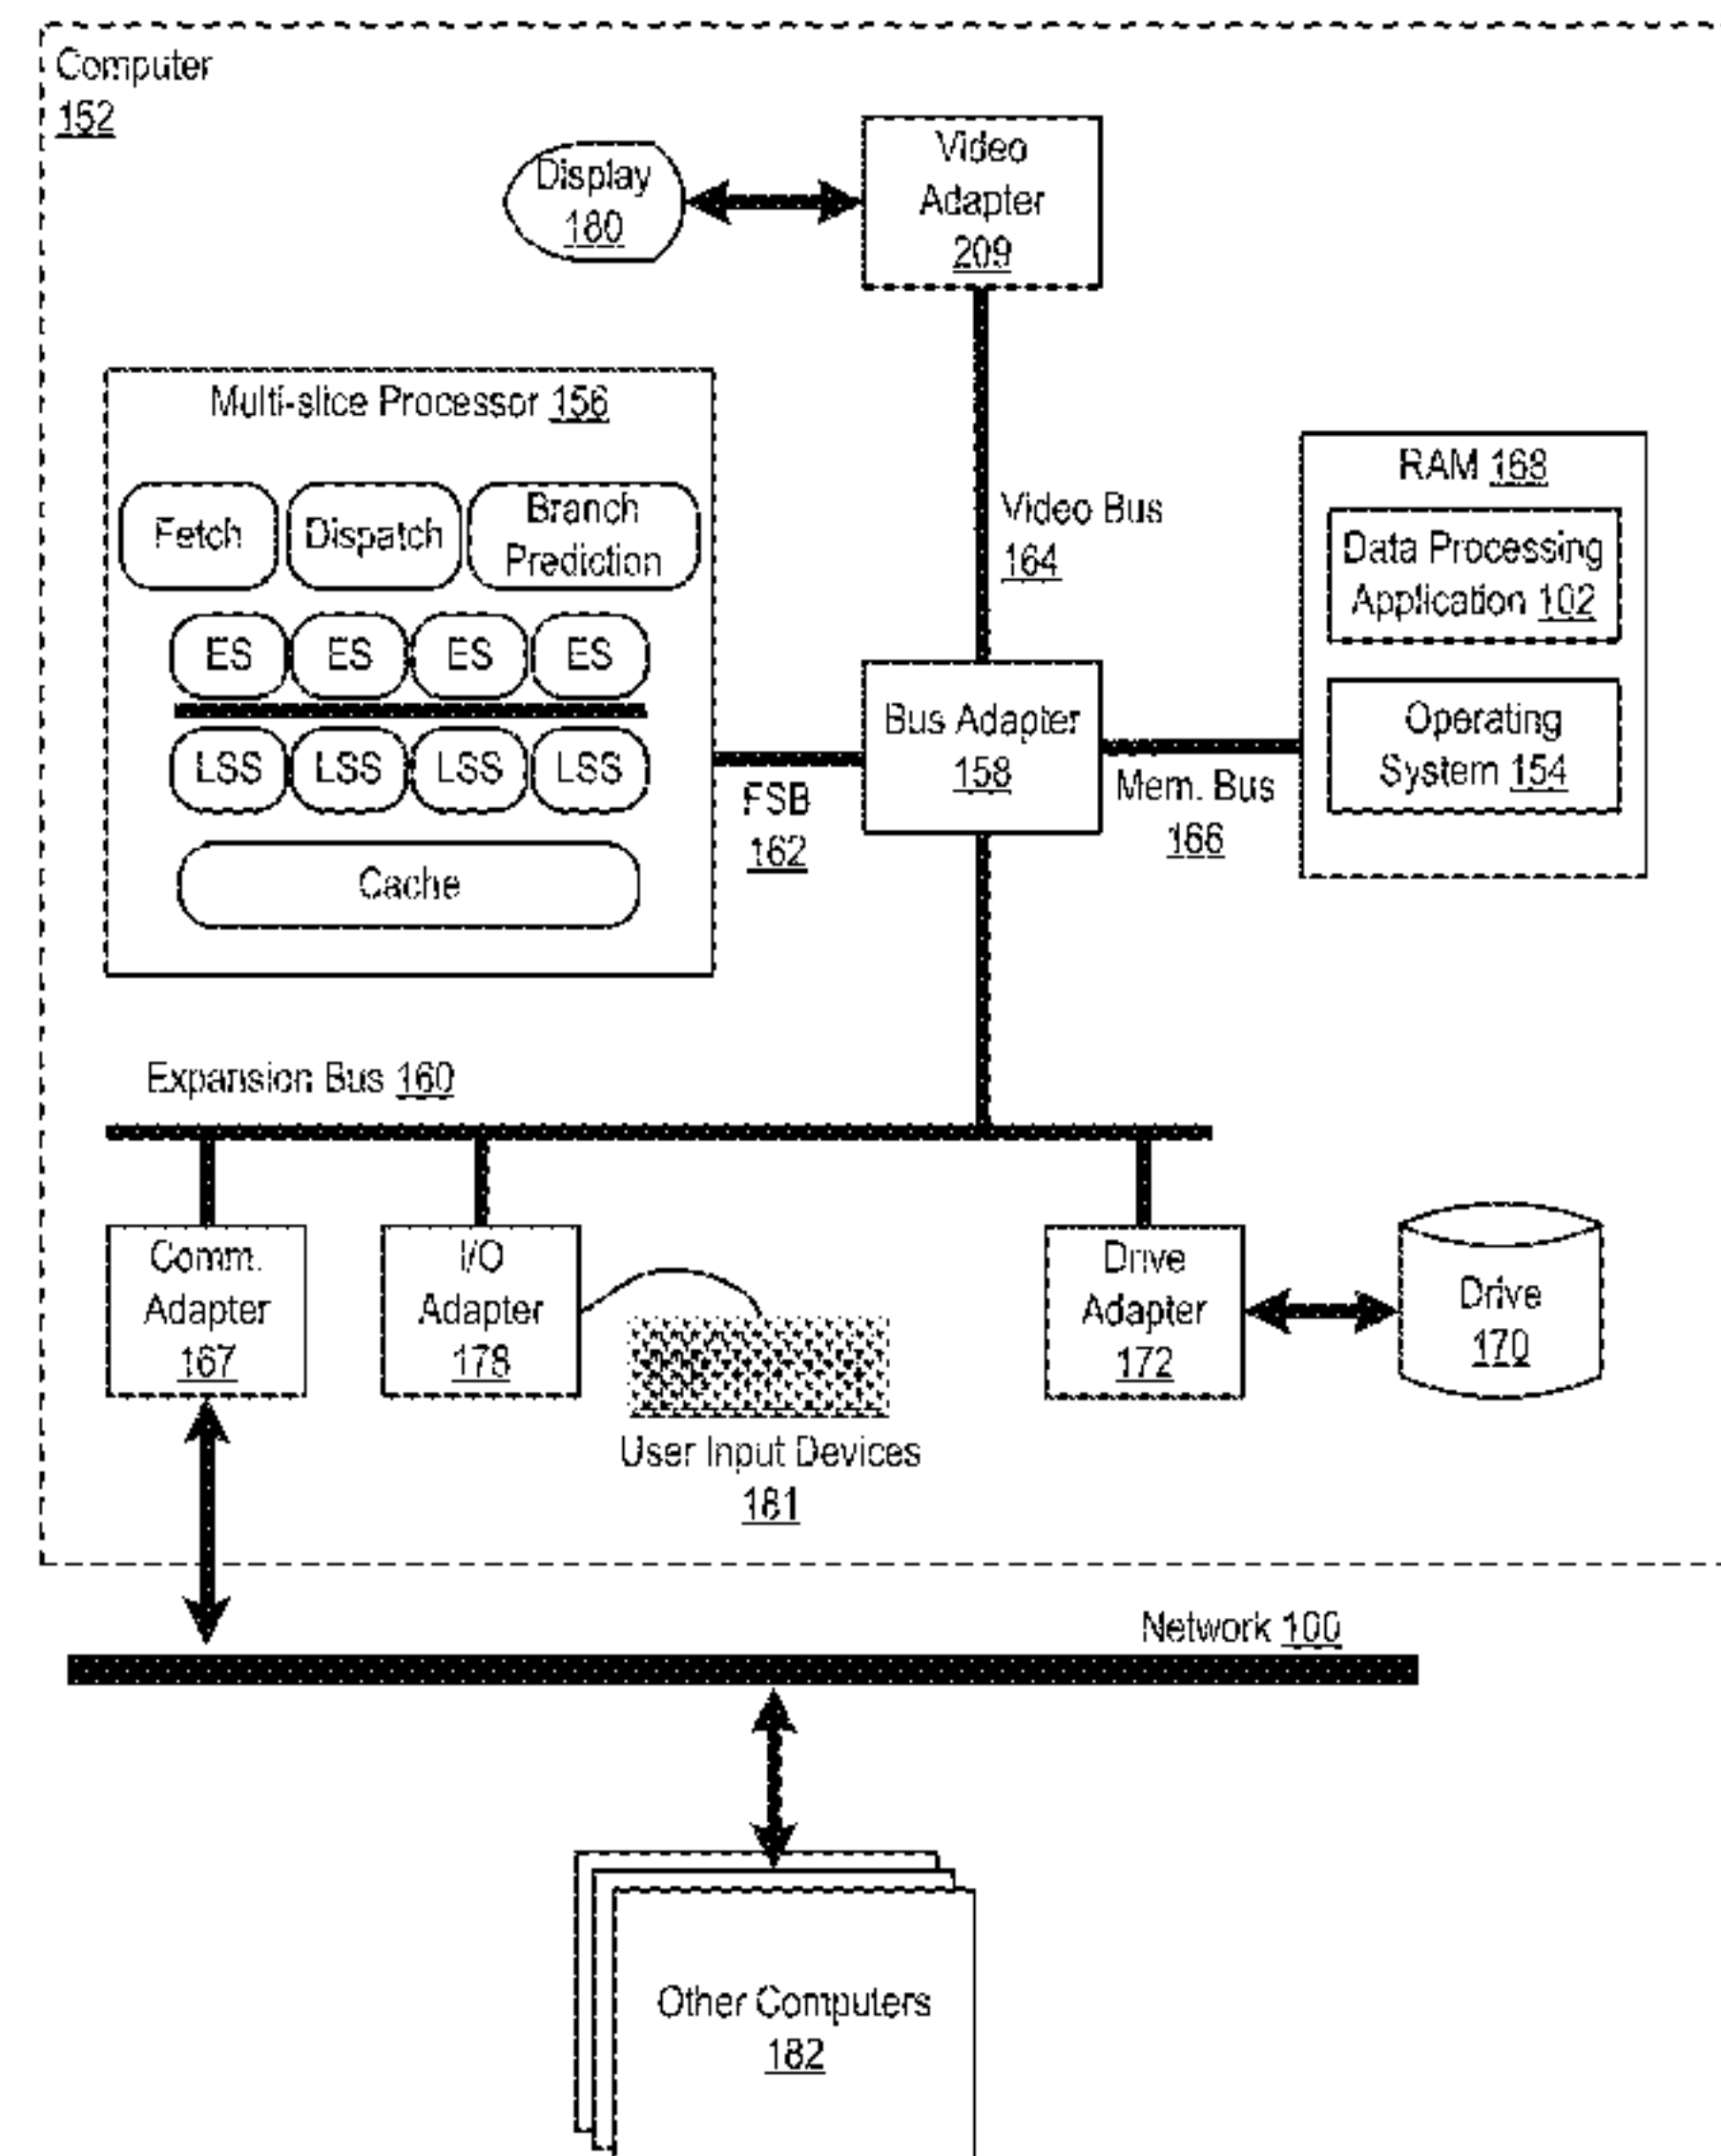 Computer
152
Display
180
Video
Adapter
209
Multi-slice Processor 156
Fetch
Dispatch
Branch
Prediction
ES
ES
ES
ES
LSS
LSS
LSS
LSS
Cache
Video Bus
164
RAM 168
Data Processing
Application 102
Operating
System 154
Bus Adapter
158
FSB
162
Mem. Bus
166
Expansion Bus 160
Comm.
Adapter
167
I/O
Adapter
178
User Input Devices
181
Drive
Adapter
172
Drive
170
Network 100
Other Computers
182